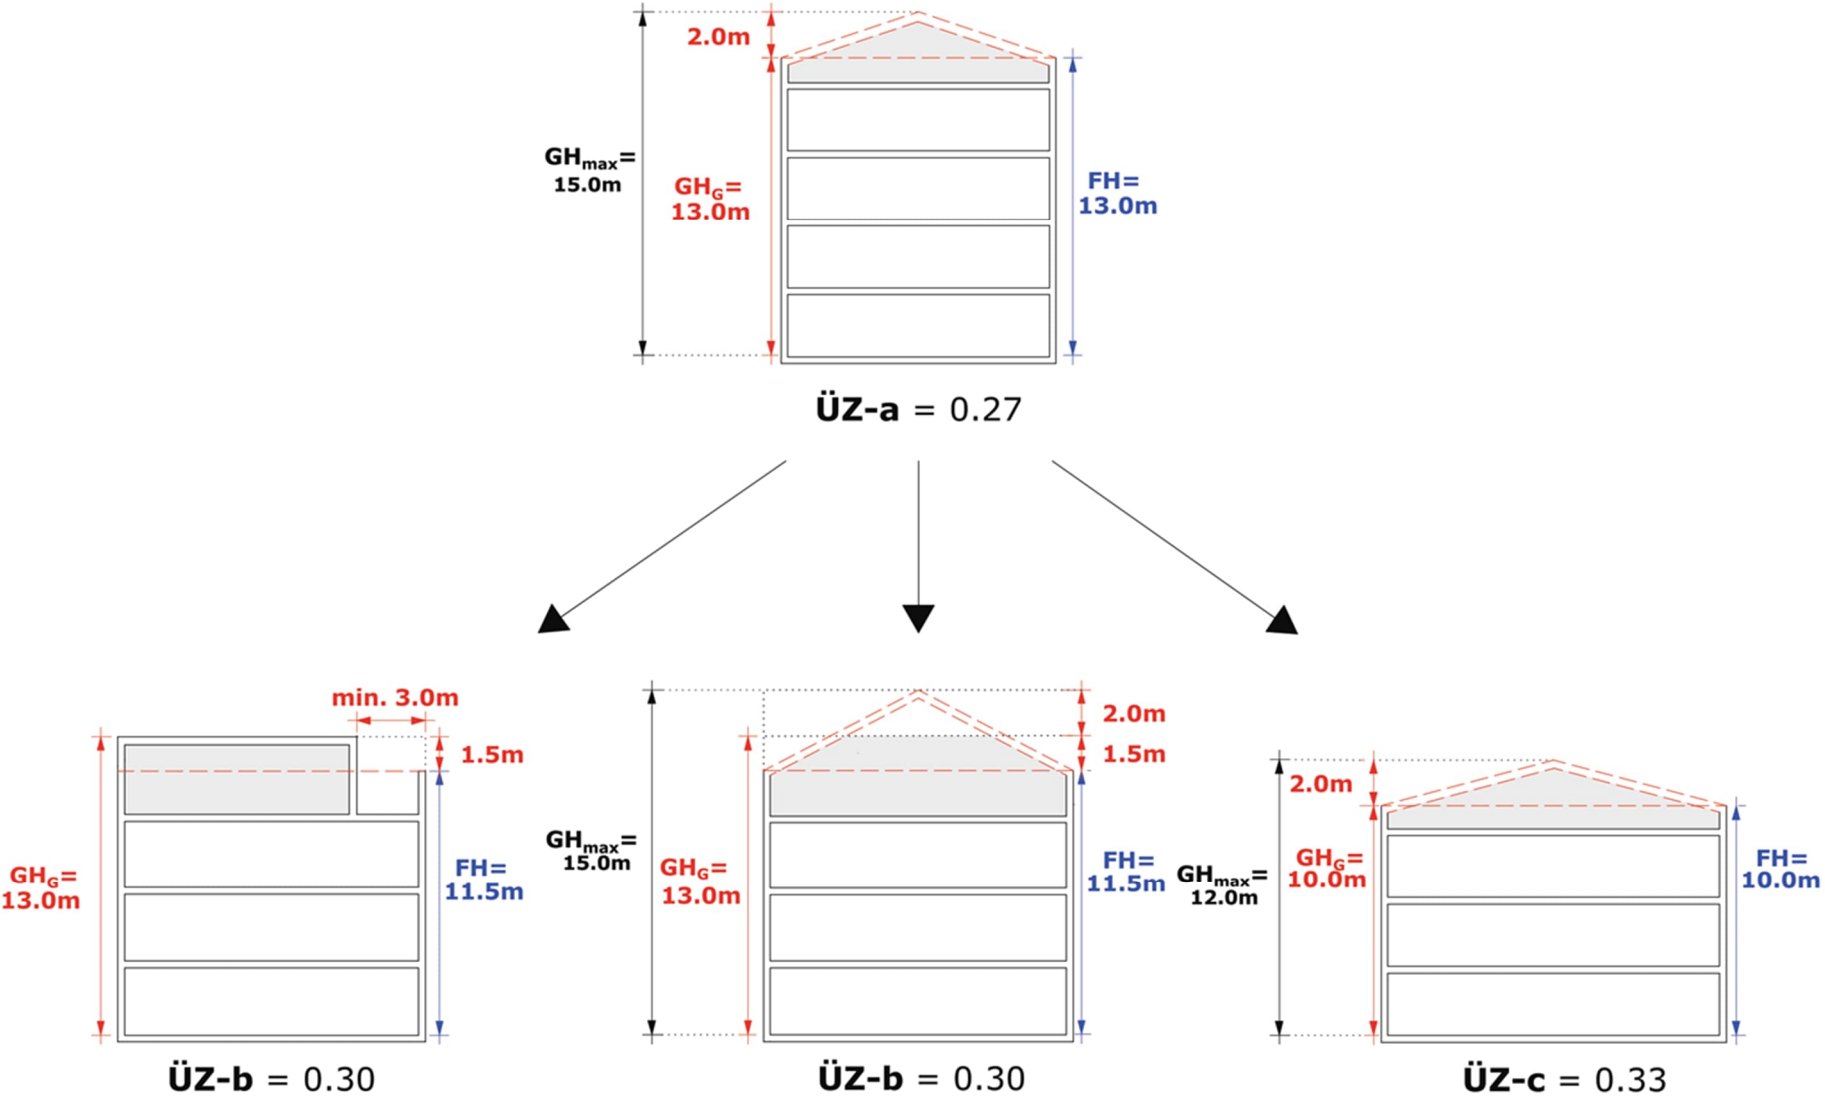 2.0m
GHmax=
15.0m
GHG=
13.0m
FH=
13.0m
ÜZ-a = 0.27
min. 3.0m
1.5m
GHG=
13.0m
FH=
11.5m
ÜZ-b = 0.30
2.0m
1.5m
GHmax=
15.0m
GHG=
13.0m
FH=
11.5m
ÜZ-b = 0.30
2.0m
GHmax=
12.0m
GHG=
10.0m
FH=
10.0m
ÜZ-c = 0.33